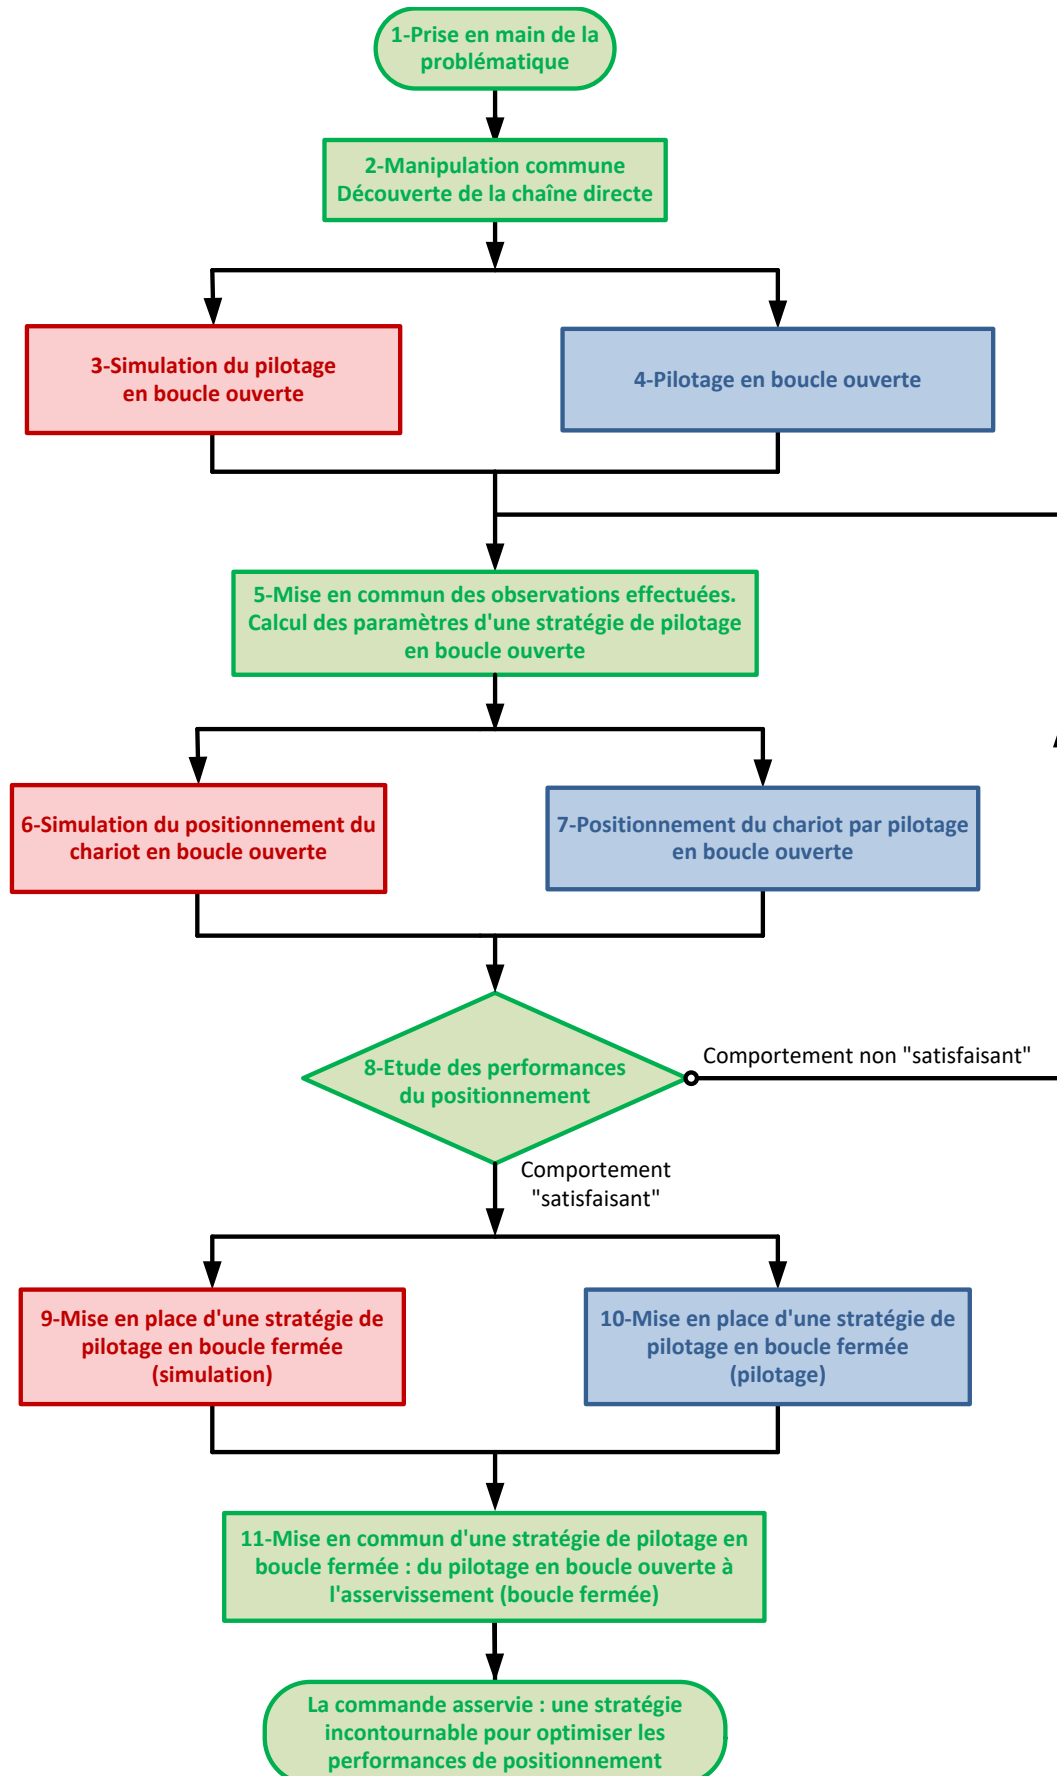 1-Prise en main de la
problématique
2-Manipulation commune
Découverte de la chaîne directe
3-Simulation du pilotage
en boucle ouverte
4-Pilotage en boucle ouverte
5-Mise en commun des observations effectuées.
Calcul des paramètres d'une stratégie de pilotage
en boucle ouverte
6-Simulation du positionnement du
chariot en boucle ouverte
7-Positionnement du chariot par pilotage
en boucle ouverte
8-Etude des performances
du positionnement
Comportement non "satisfaisant"
Comportement
"satisfaisant"
9-Mise en place d'une stratégie de
pilotage en boucle fermée
(simulation)
10-Mise en place d'une stratégie de
pilotage en boucle fermée
(pilotage)
11-Mise en commun d'une stratégie de pilotage en
boucle fermée : du pilotage en boucle ouverte à
l'asservissement (boucle fermée)
La commande asservie : une stratégie
incontournable pour optimiser les
performances de positionnement